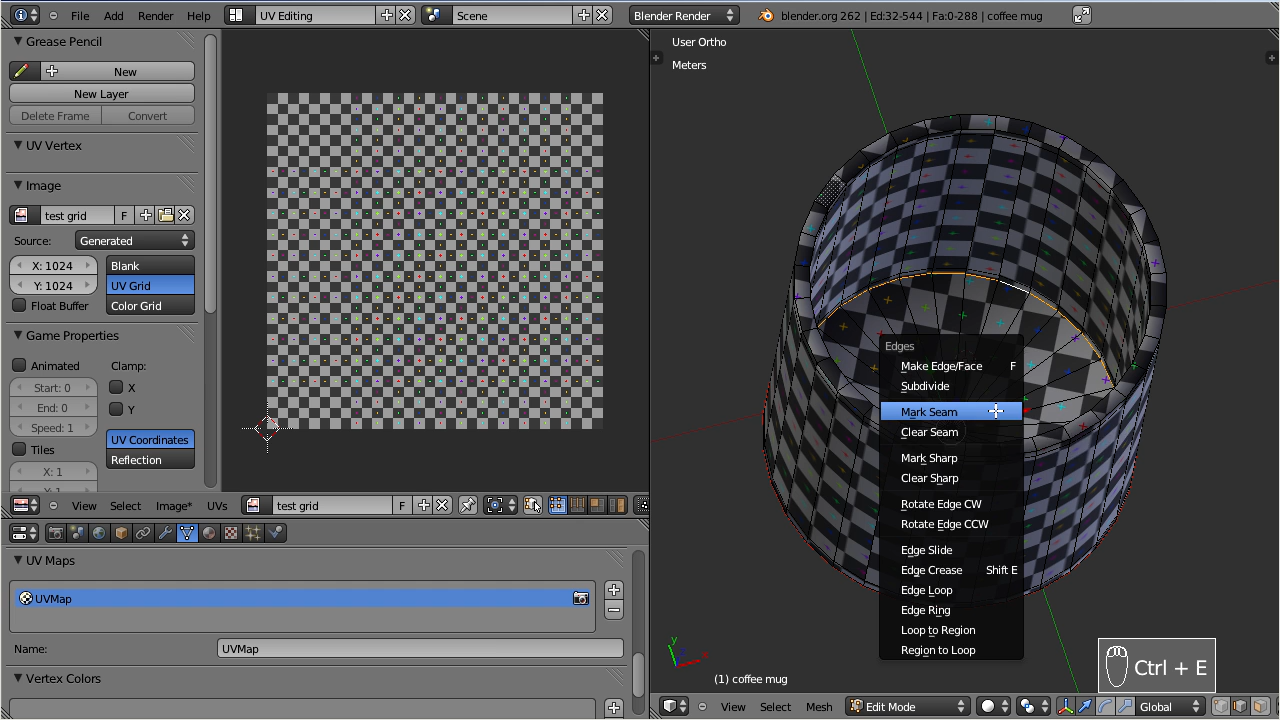 File Add Render Help UV Editing Scene Blender Render blender.org 262 | Ed:32-544 | Fa:0-288 | coffee mug
Grease Pencil
New
New Layer
Delete Frame Convert
UV Vertex
Image
test grid F
Source: Generated
X: 1024 Blank
Y: 1024 UV Grid
Float Buffer Color Grid
Game Properties
Animated Clamp:
Start: 0 X
End: 0 Y
Speed: 1
Tiles UV Coordinates
X: 1 Reflection
Y: 1
View Select Image* UVs test grid F
UV Maps
UVMap
Name: UVMap
Vertex Colors
User Ortho
Meters
Edges
Make Edge/Face F
Subdivide
Mark Seam
Clear Seam
Mark Sharp
Clear Sharp
Rotate Edge CW
Rotate Edge CCW
Edge Slide
Edge Crease Shift E
Edge Loop
Edge Ring
Loop to Region
Region to Loop
y
(1) coffee mug
Ctrl + E
View Select Mesh Edit Mode Global